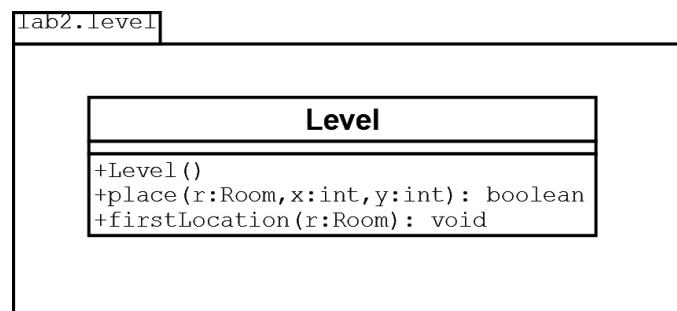 lab2.level
Level
+Level()
+place(r:Room,x:int,y:int): boolean
+firstLocation(r:Room): void